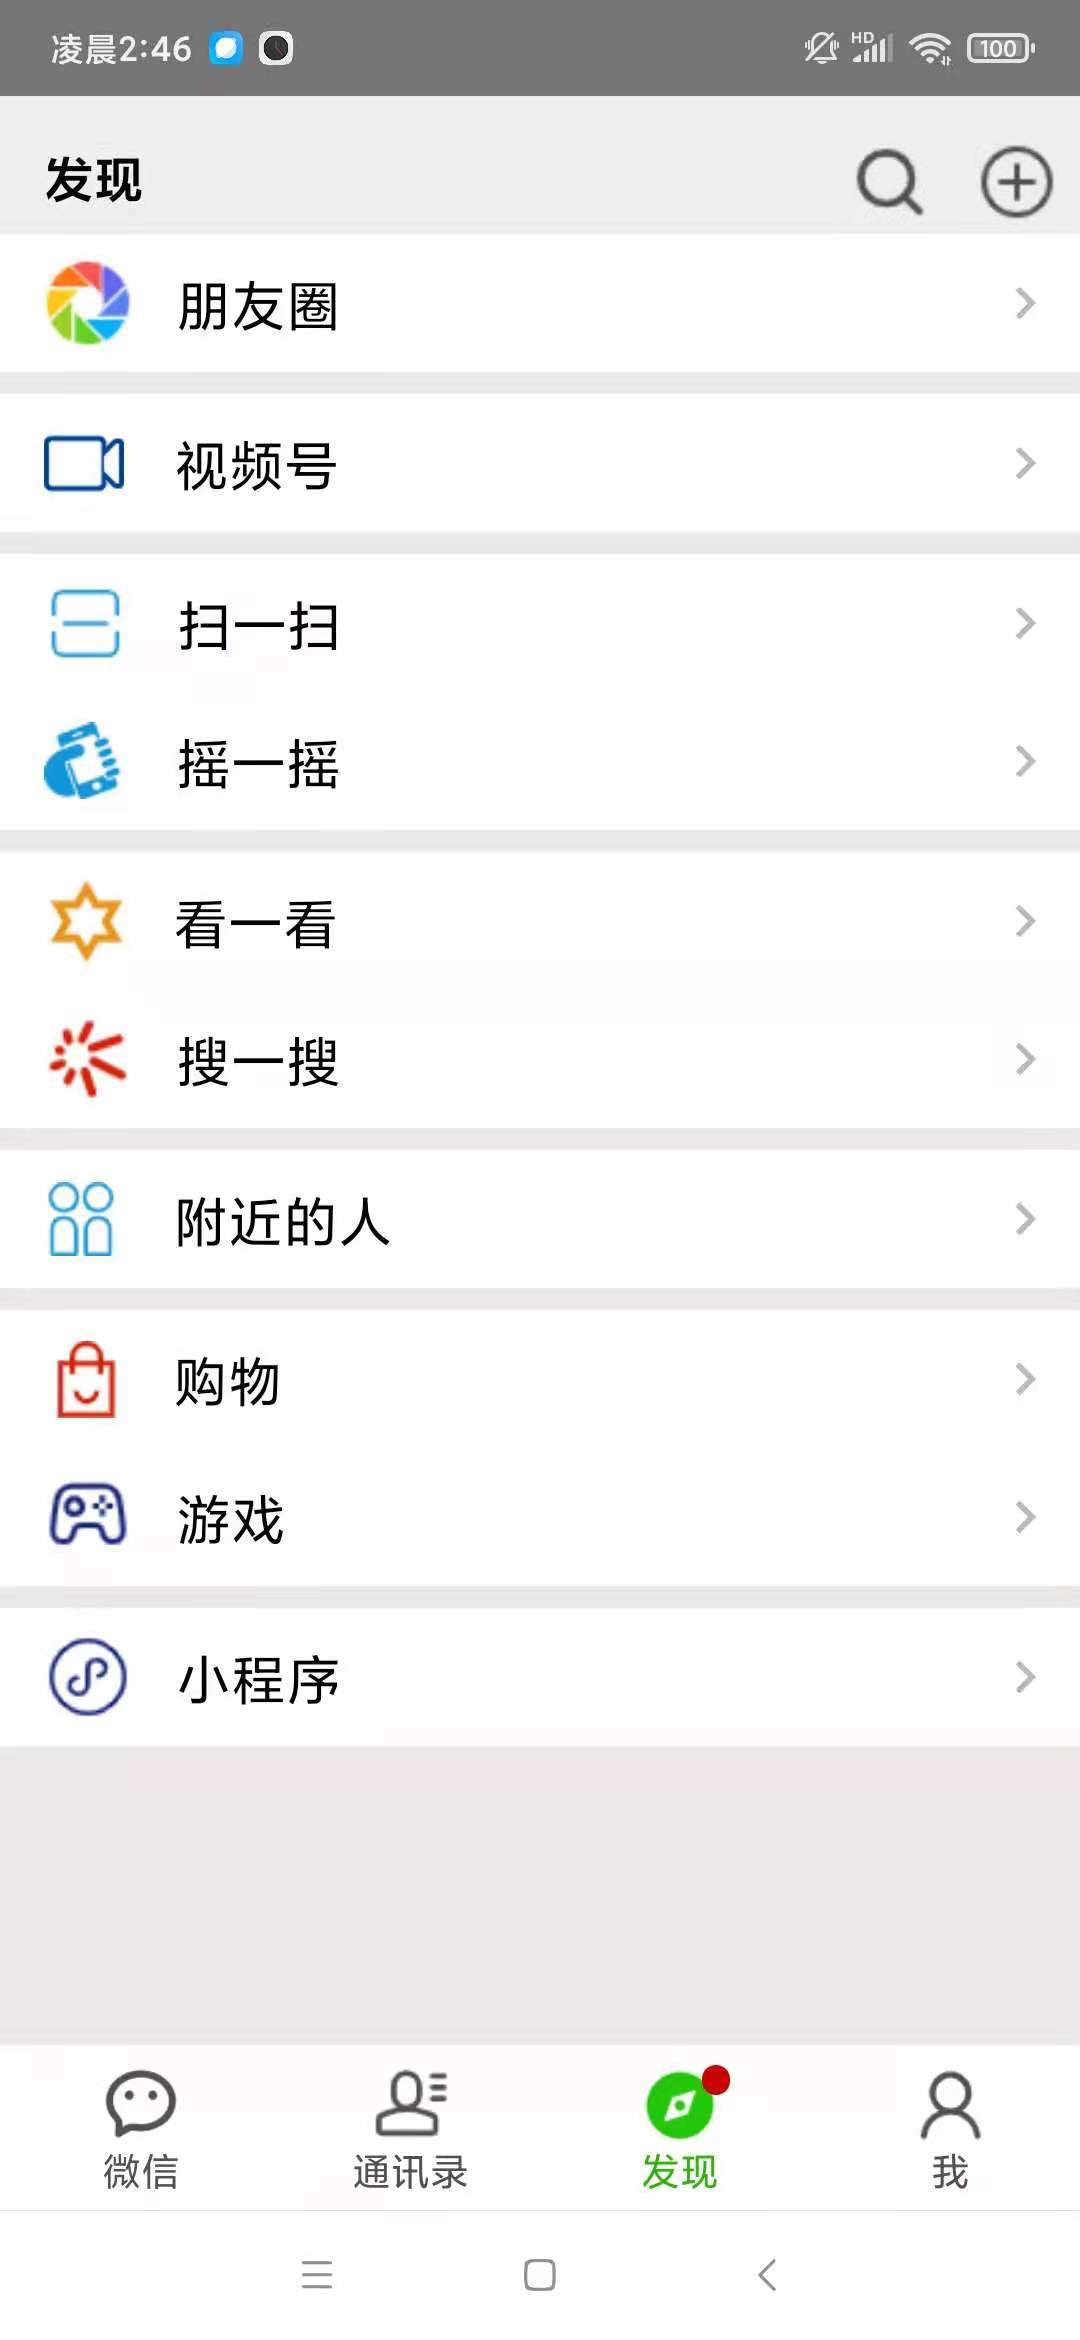 凌晨2:46
HD
100
发现
朋友圈
视频号
扫一扫
摇一摇
看一看
搜一搜
附近的人
购物
游戏
小程序
微信
通讯录
发现
我